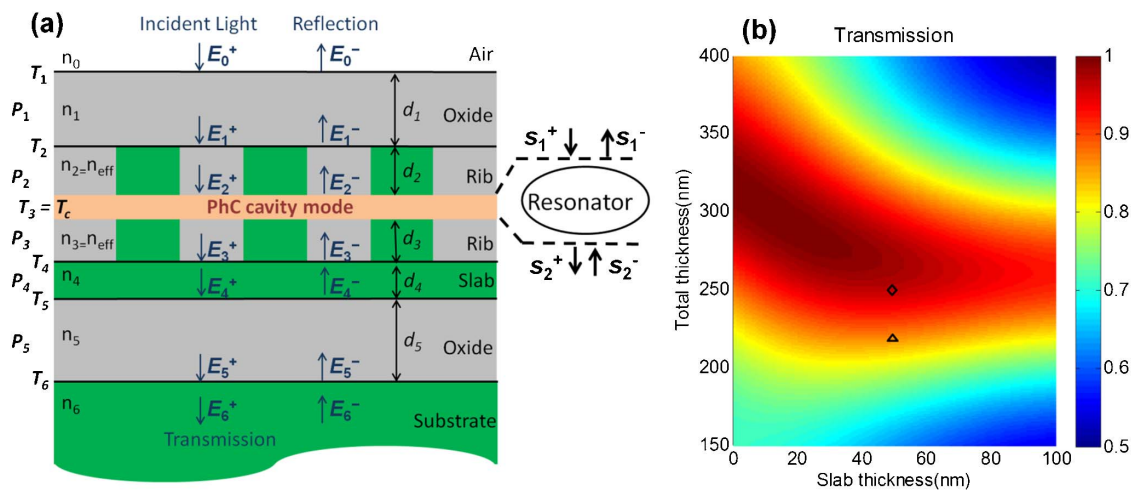 (a)
Incident Light Reflection
E₀⁺ E₀⁻ Air
n₀
T₁
P₁ n₁ d₁ Oxide
E₁⁺ E₁⁻
T₂
P₂ n₂=n_eff E₂⁺ E₂⁻ d₂ Rib
T₃ = T_c PhC cavity mode
P₃ n₃=n_eff E₃⁺ E₃⁻ d₃ Rib
T₄
P₄ n₄ E₄⁺ E₄⁻ d₄ Slab
T₅
P₅ n₅ d₅ Oxide
E₅⁺ E₅⁻
T₆
n₆ E₆⁺ E₆⁻ Substrate
Transmission
s₁⁺ s₁⁻
Resonator
s₂⁺ s₂⁻
(b)
Transmission
Total thickness(nm)
400
350
300
250
200
150
0 20 40 60 80 100
Slab thickness(nm)
1
0.9
0.8
0.7
0.6
0.5